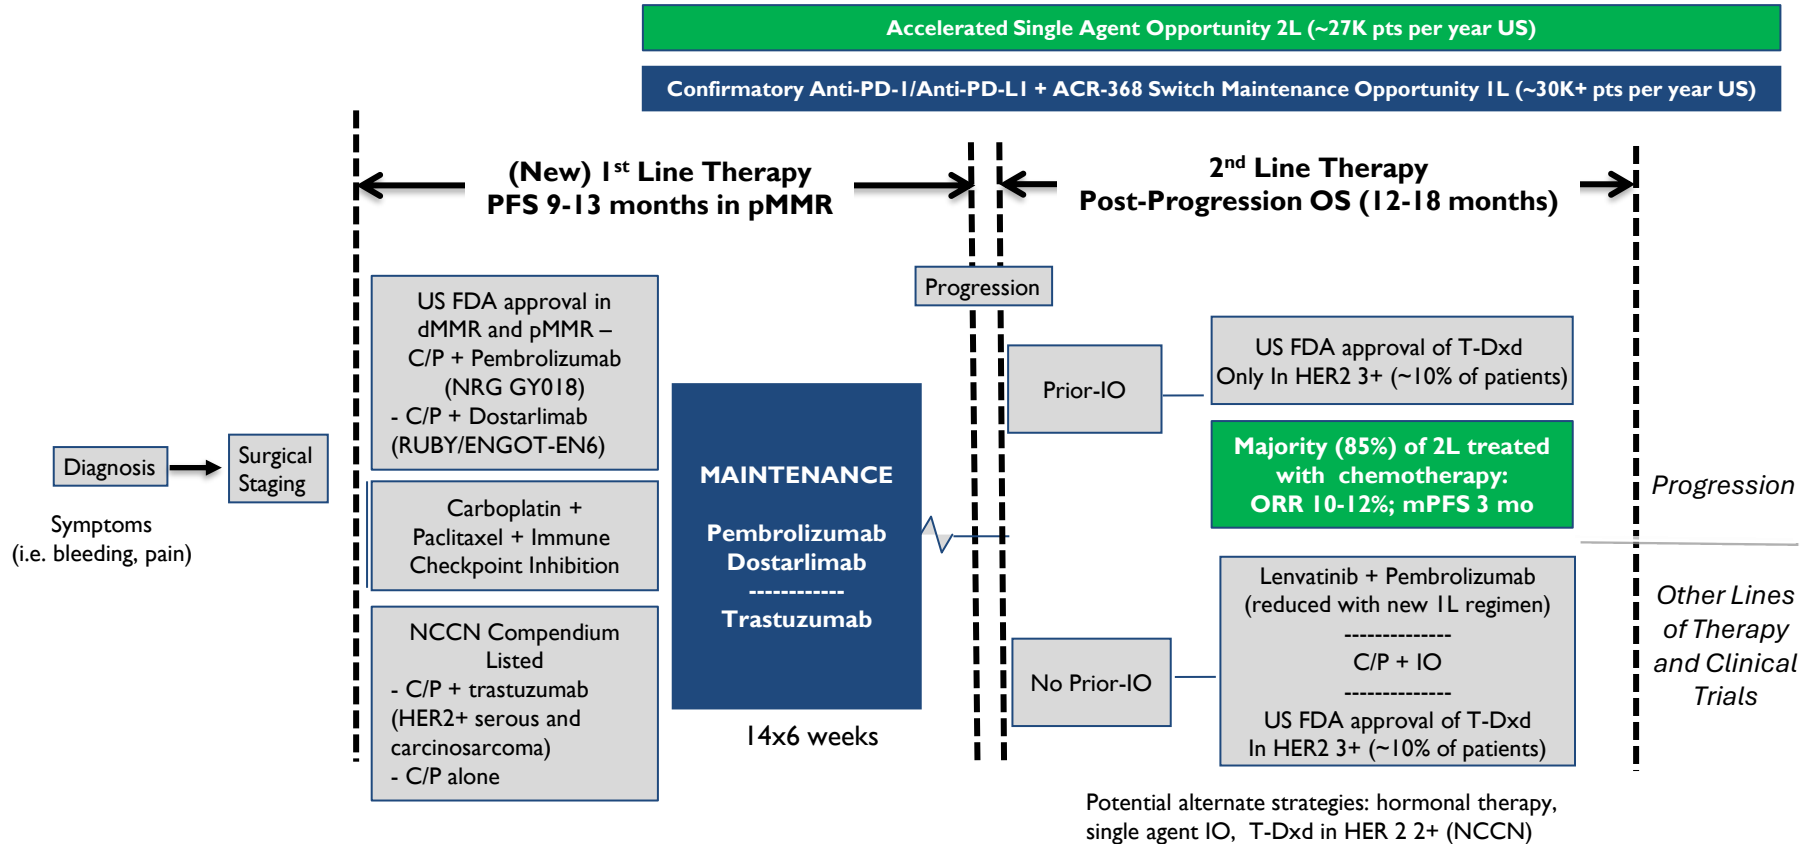 Accelerated Single Agent Opportunity 2L (~27K pts per year US)
Confirmatory Anti-PD-1/Anti-PD-L1 + ACR-368 Switch Maintenance Opportunity 1L (~30K+ pts per year US)
(New) 1st Line Therapy
PFS 9-13 months in pMMR
2nd Line Therapy
Post-Progression OS (12-18 months)
Progression
Diagnosis
Symptoms
(i.e. bleeding, pain)
Surgical
Staging
US FDA approval in
dMMR and pMMR –
C/P + Pembrolizumab
(NRG GY018)
- C/P + Dostarlimab
(RUBY/ENGOT-EN6)
Carboplatin +
Paclitaxel + Immune
Checkpoint Inhibition
NCCN Compendium
Listed
- C/P + trastuzumab
(HER2+ serous and
carcinosarcoma)
- C/P alone
MAINTENANCE
Pembrolizumab
Dostarlimab
------------
Trastuzumab
14x6 weeks
Prior-IO
US FDA approval of T-Dxd
Only In HER2 3+ (~10% of patients)
Majority (85%) of 2L treated
with chemotherapy:
ORR 10-12%; mPFS 3 mo
No Prior-IO
Lenvatinib + Pembrolizumab
(reduced with new 1L regimen)
--------------
C/P + IO
--------------
US FDA approval of T-Dxd
In HER2 3+ (~10% of patients)
Potential alternate strategies: hormonal therapy,
single agent IO, T-Dxd in HER 2 2+ (NCCN)
Progression
Other Lines
of Therapy
and Clinical
Trials